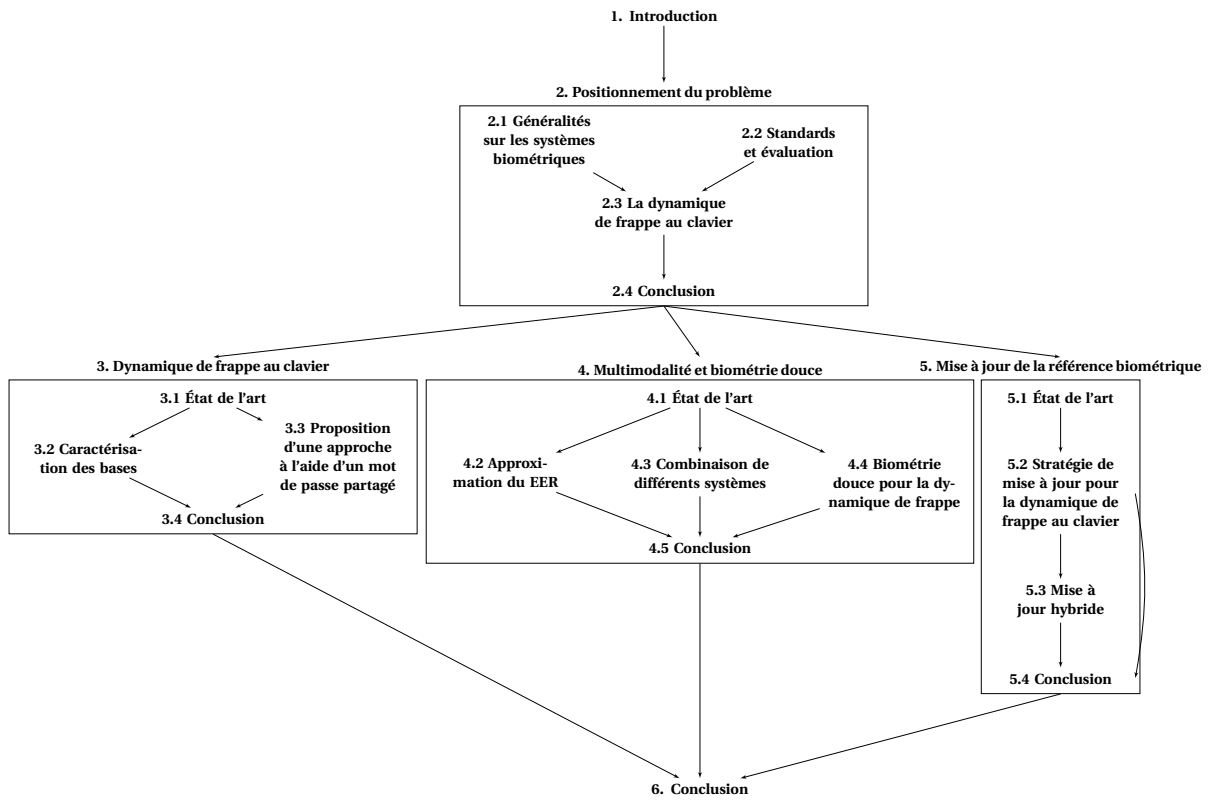 1. Introduction
2. Positionnement du problème
2.1 Généralités
sur les systèmes
biométriques
2.2 Standards
et évaluation
2.3 La dynamique
de frappe au clavier
2.4 Conclusion
3. Dynamique de frappe au clavier
3.1 État de l'art
3.2 Caractérisa-
tion des bases
3.3 Proposition
d'une approche
à l'aide d'un mot
de passe partagé
3.4 Conclusion
4. Multimodalité et biométrie douce
4.1 État de l'art
4.2 Approxi-
mation du EER
4.3 Combinaison de
différents systèmes
4.4 Biométrie
douce pour la dy-
namique de frappe
4.5 Conclusion
5. Mise à jour de la référence biométrique
5.1 État de l'art
5.2 Stratégie de
mise à jour pour
la dynamique de
frappe au clavier
5.3 Mise à
jour hybride
5.4 Conclusion
6. Conclusion